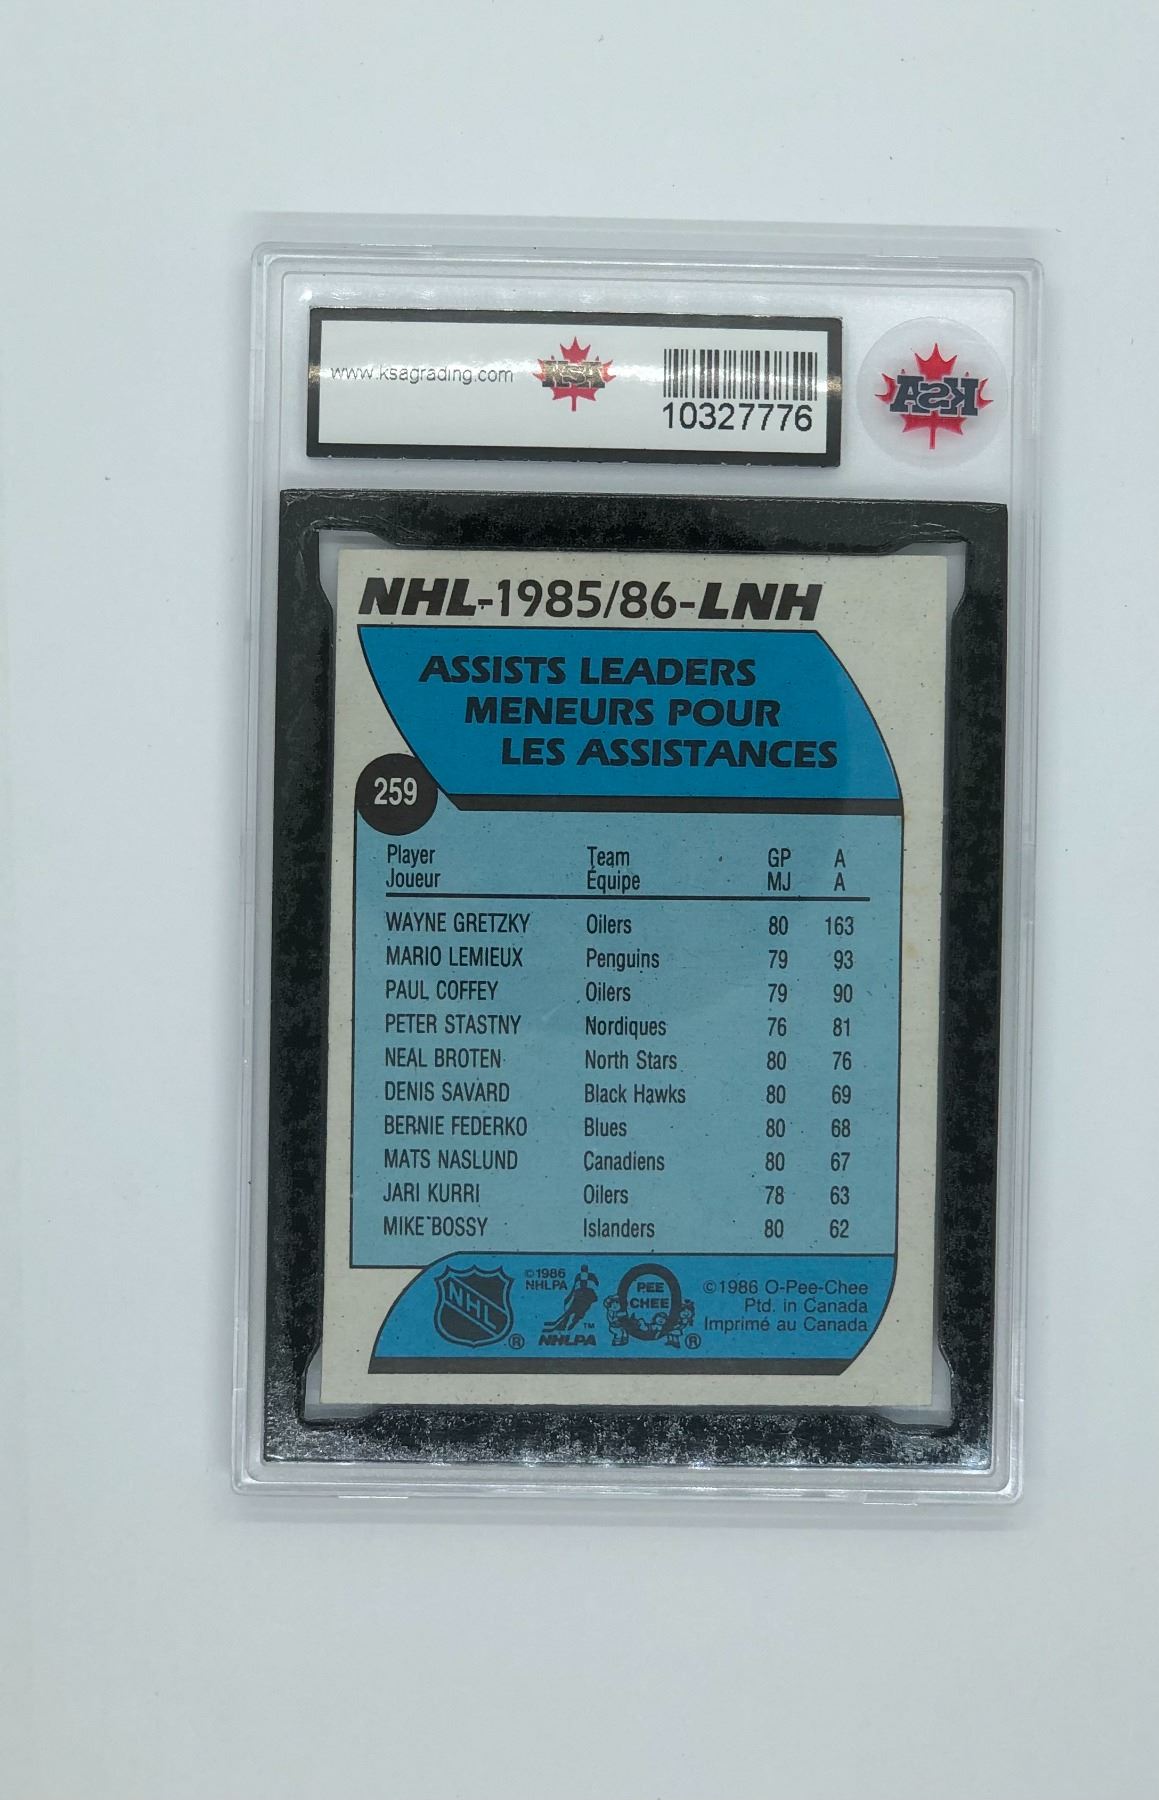 www.ksagrading.com
KSA
10327776
KSA
NHL-1985/86-LNH
ASSISTS LEADERS
MENEURS POUR
LES ASSISTANCES
259
Player Team GP A
Joueur Équipe MJ A
WAYNE GRETZKY Oilers 80 163
MARIO LEMIEUX Penguins 79 93
PAUL COFFEY Oilers 79 90
PETER STASTNY Nordiques 76 81
NEAL BROTEN North Stars 80 76
DENIS SAVARD Black Hawks 80 69
BERNIE FEDERKO Blues 80 68
MATS NASLUND Canadiens 80 67
JARI KURRI Oilers 78 63
MIKE BOSSY Islanders 80 62
NHL ®
©1986
NHLPA
NHLPA ™
O
PEE
CHEE ®
©1986 O-Pee-Chee
Ptd. in Canada
Imprimé au Canada